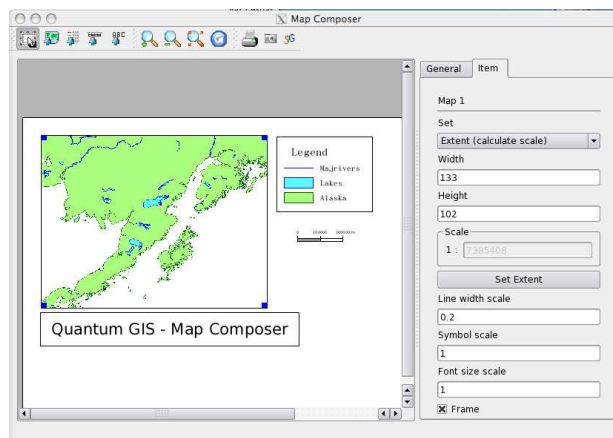 Map Composer
General
Item
Map 1
Set
Extent (calculate scale)
Width
133
Height
102
Scale
1 : 7385408
Set Extent
Line width scale
0.2
Symbol scale
1
Font size scale
1
Frame
Legend
Majrivers
Lakes
Alaska
Quantum GIS - Map Composer